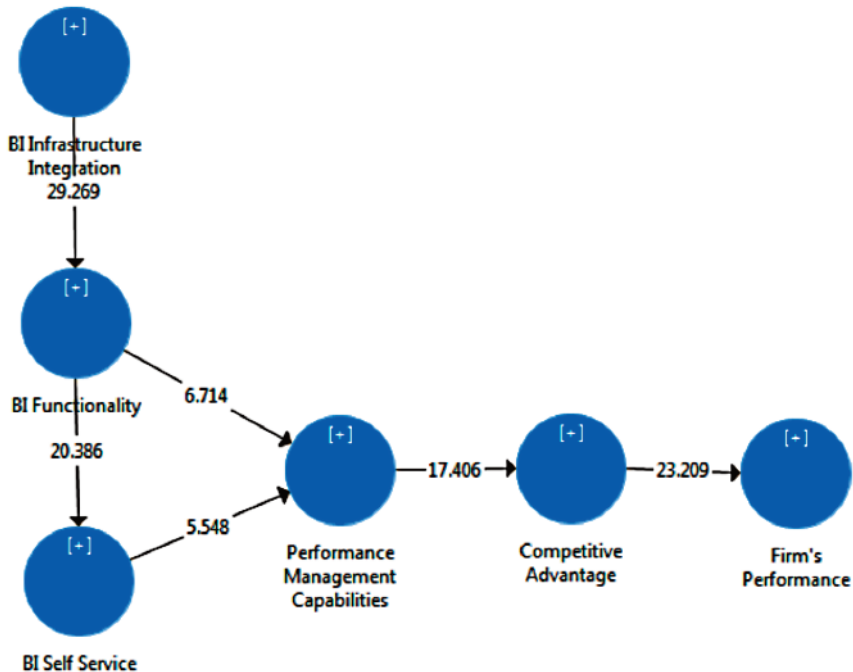 [+]
BI Infrastructure
Integration
29.269
[+]
BI Functionality
6.714
20.386
[+]
5.548
BI Self Service
[+]
Performance
Management
Capabilities
17.406
[+]
Competitive
Advantage
23.209
[+]
Firm's
Performance